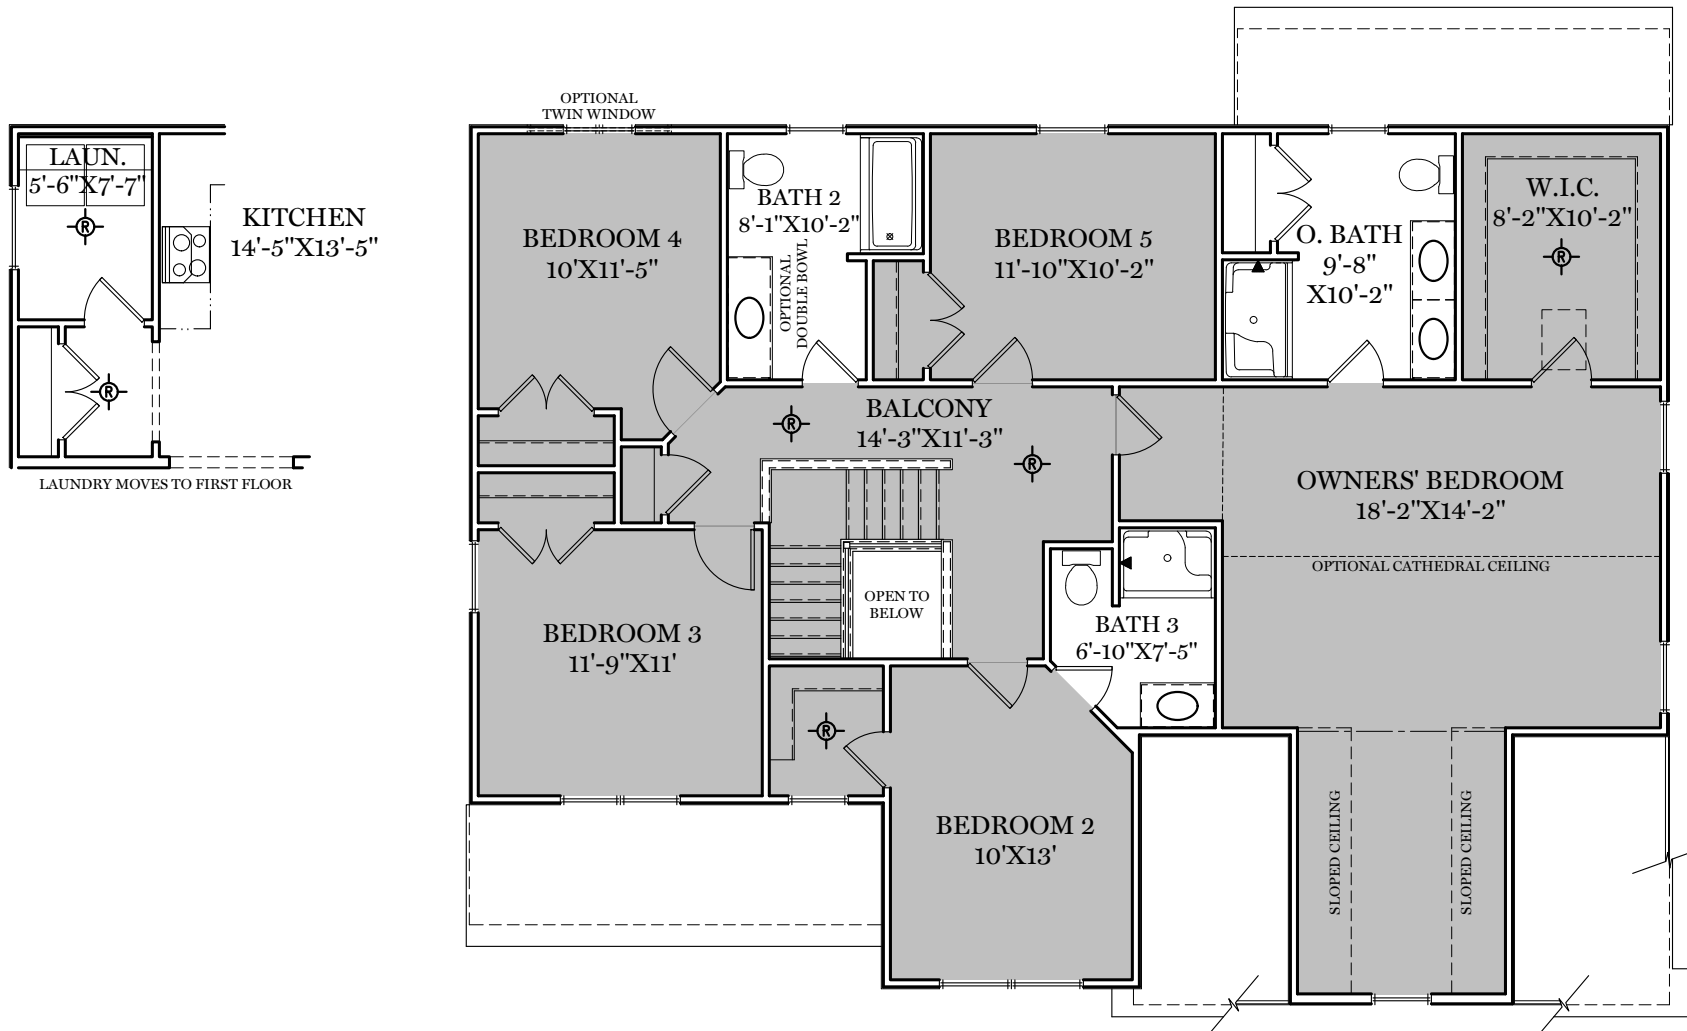 OPTIONAL
TWIN WINDOW
LAUN.
5'-6"X7'-7"
R
KITCHEN
14'-5"X13'-5"
R
LAUNDRY MOVES TO FIRST FLOOR
BEDROOM 4
10'X11'-5"
BATH 2
8'-1"X10'-2"
OPTIONAL
DOUBLE BOWL
BEDROOM 5
11'-10"X10'-2"
O. BATH
9'-8"
X10'-2"
W.I.C.
8'-2"X10'-2"
R
BALCONY
14'-3"X11'-3"
R
R
OWNERS' BEDROOM
18'-2"X14'-2"
OPTIONAL CATHEDRAL CEILING
OPEN TO
BELOW
BEDROOM 3
11'-9"X11'
BATH 3
6'-10"X7'-5"
R
BEDROOM 2
10'X13'
SLOPED CEILING
SLOPED CEILING